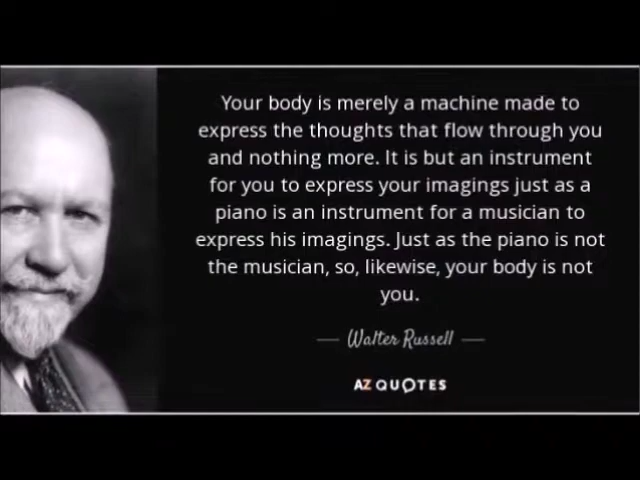 Your body is merely a machine made to
express the thoughts that flow through you
and nothing more. It is but an instrument
for you to express your imagings just as a
piano is an instrument for a musician to
express his imagings. Just as the piano is not
the musician, so, likewise, your body is not
you.
Walter Russell
AZ QUOTES